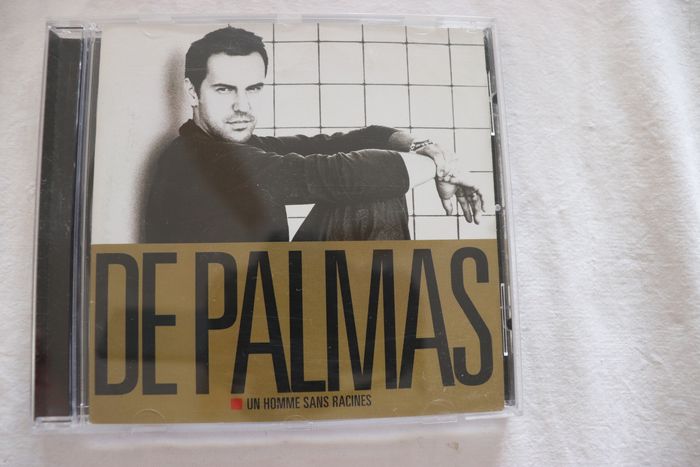 DE PALMAS
UN HOMME SANS RACINES